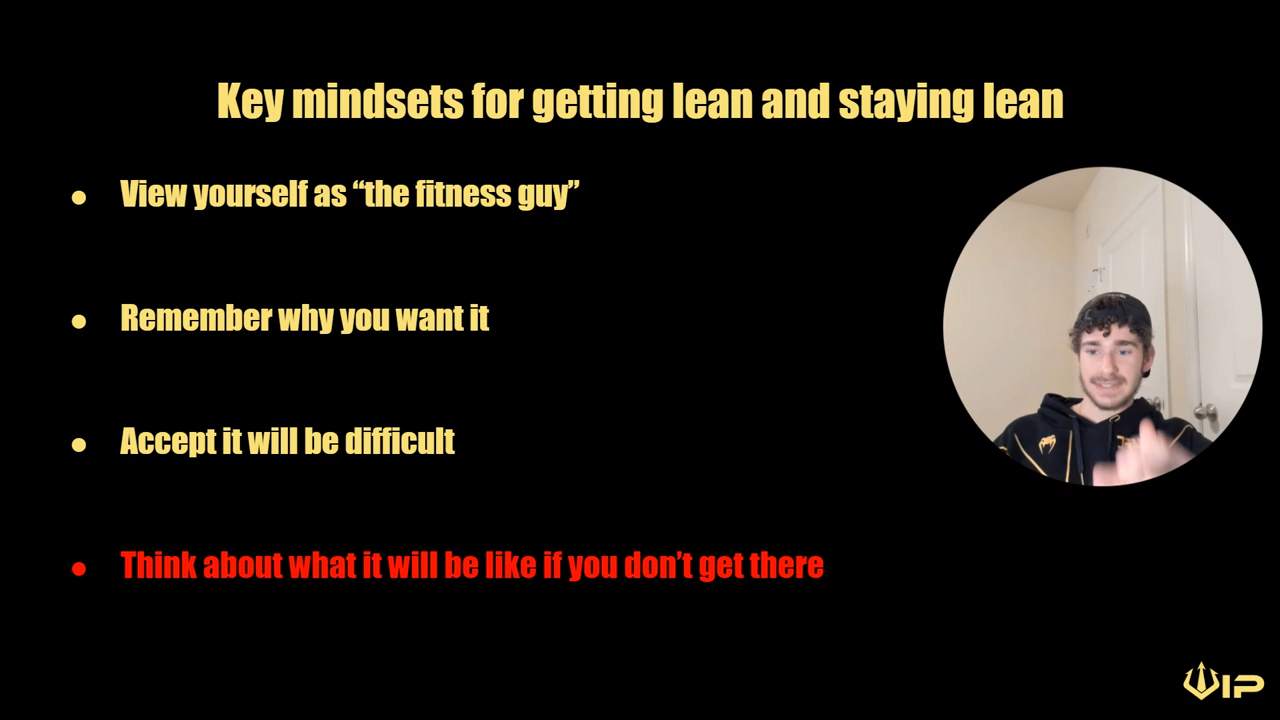 Key mindsets for getting lean and staying lean
View yourself as “the fitness guy”
Remember why you want it
Accept it will be difficult
Think about what it will be like if you don’t get there
VIP